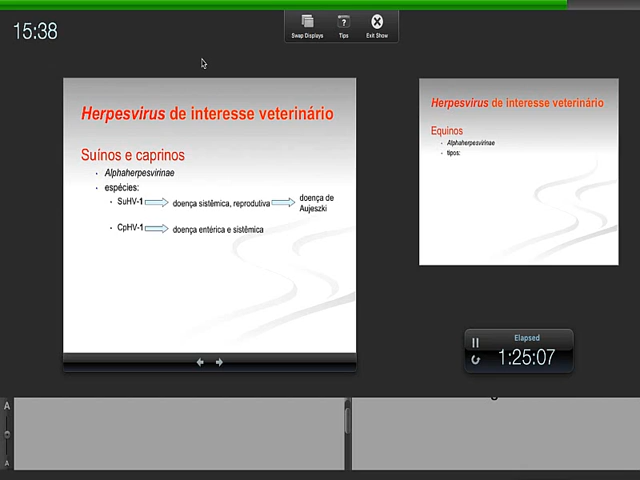 15:38
Swap Displays
Tips
Exit Show
Herpesvirus de interesse veterinário
Suínos e caprinos
· Alphaherpesvirinae
· espécies:
· SuHV-1
doença sistêmica, reprodutiva
doença de
Aujeszki
· CpHV-1
doença entérica e sistêmica
Herpesvirus de interesse veterinário
Equinos
· Alphaherpesvirinae
· tipos:
Elapsed
1:25:07
A
A